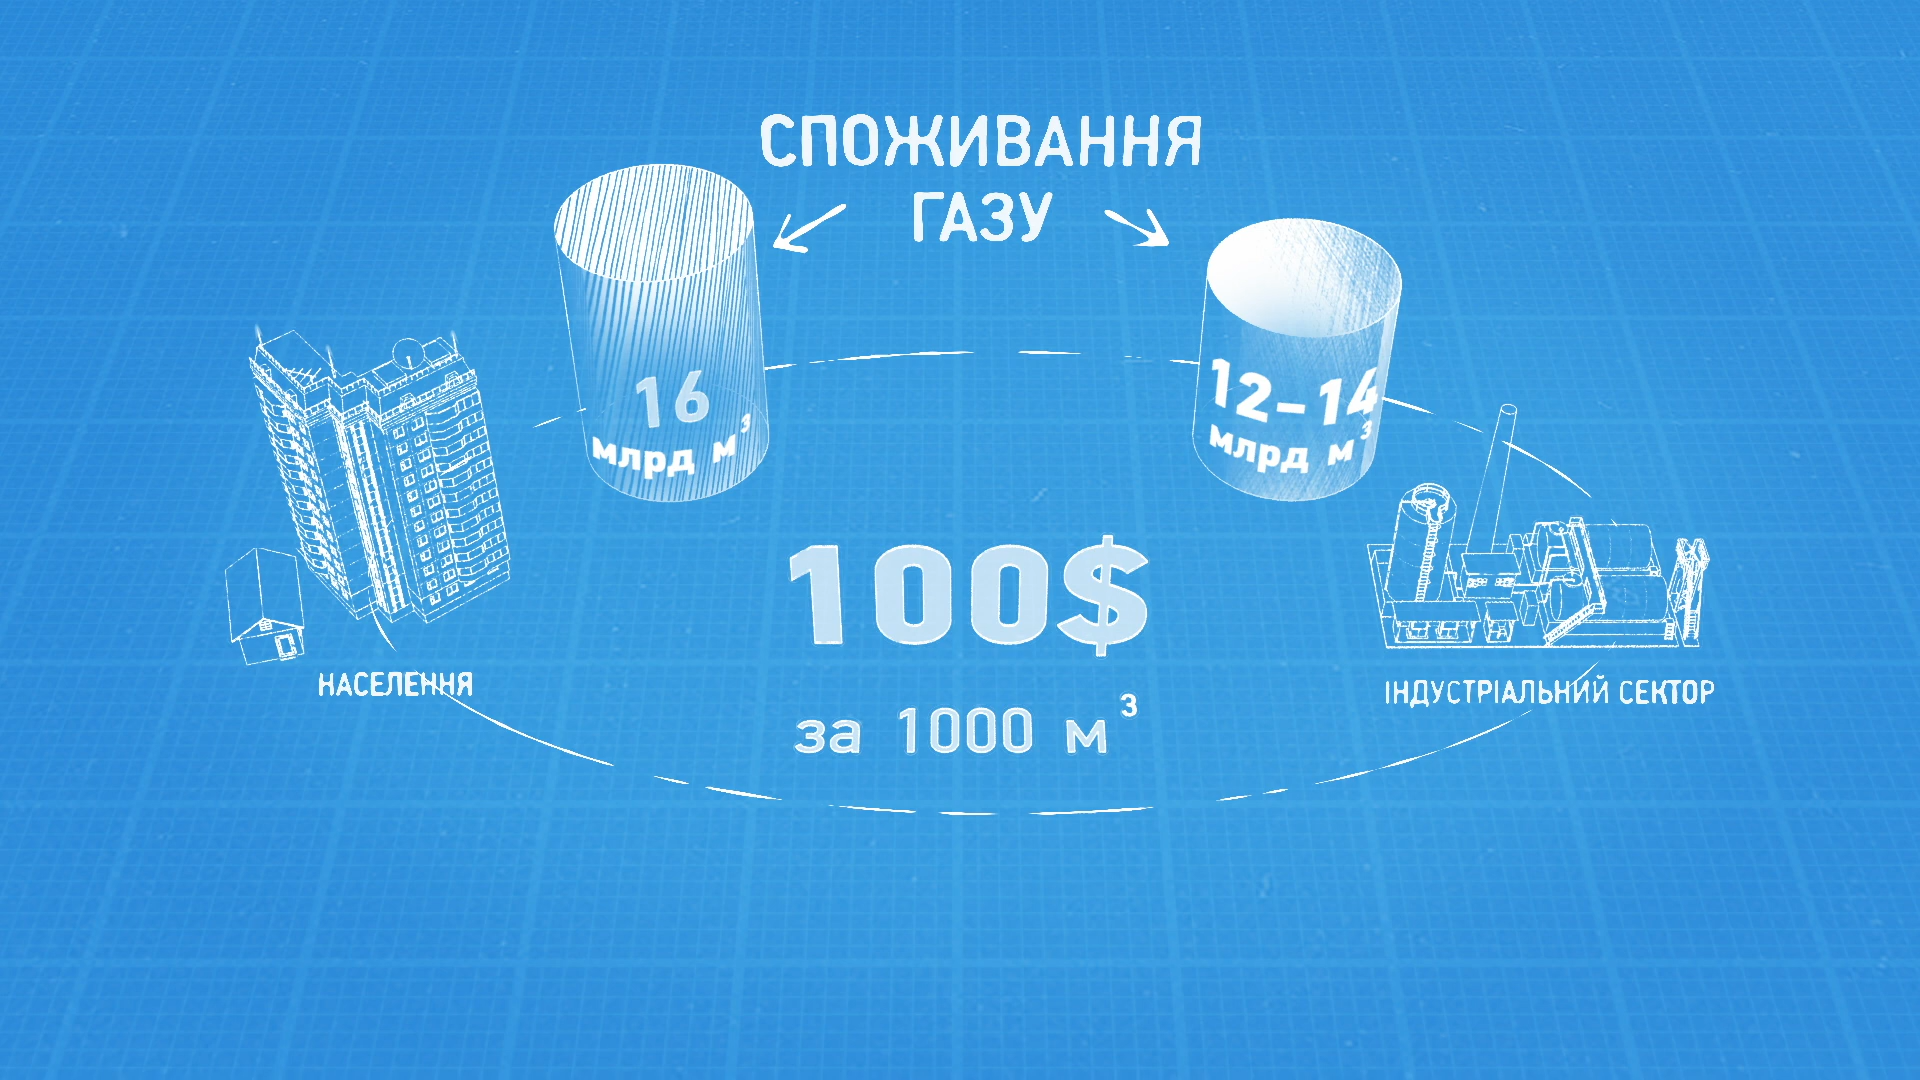 СПОЖИВАННЯ
ГАЗУ
16
млрд м³
12-14
млрд м³
100$
за 1000 м³
НАСЕЛЕННЯ
ІНДУСТРІАЛЬНИЙ СЕКТОР